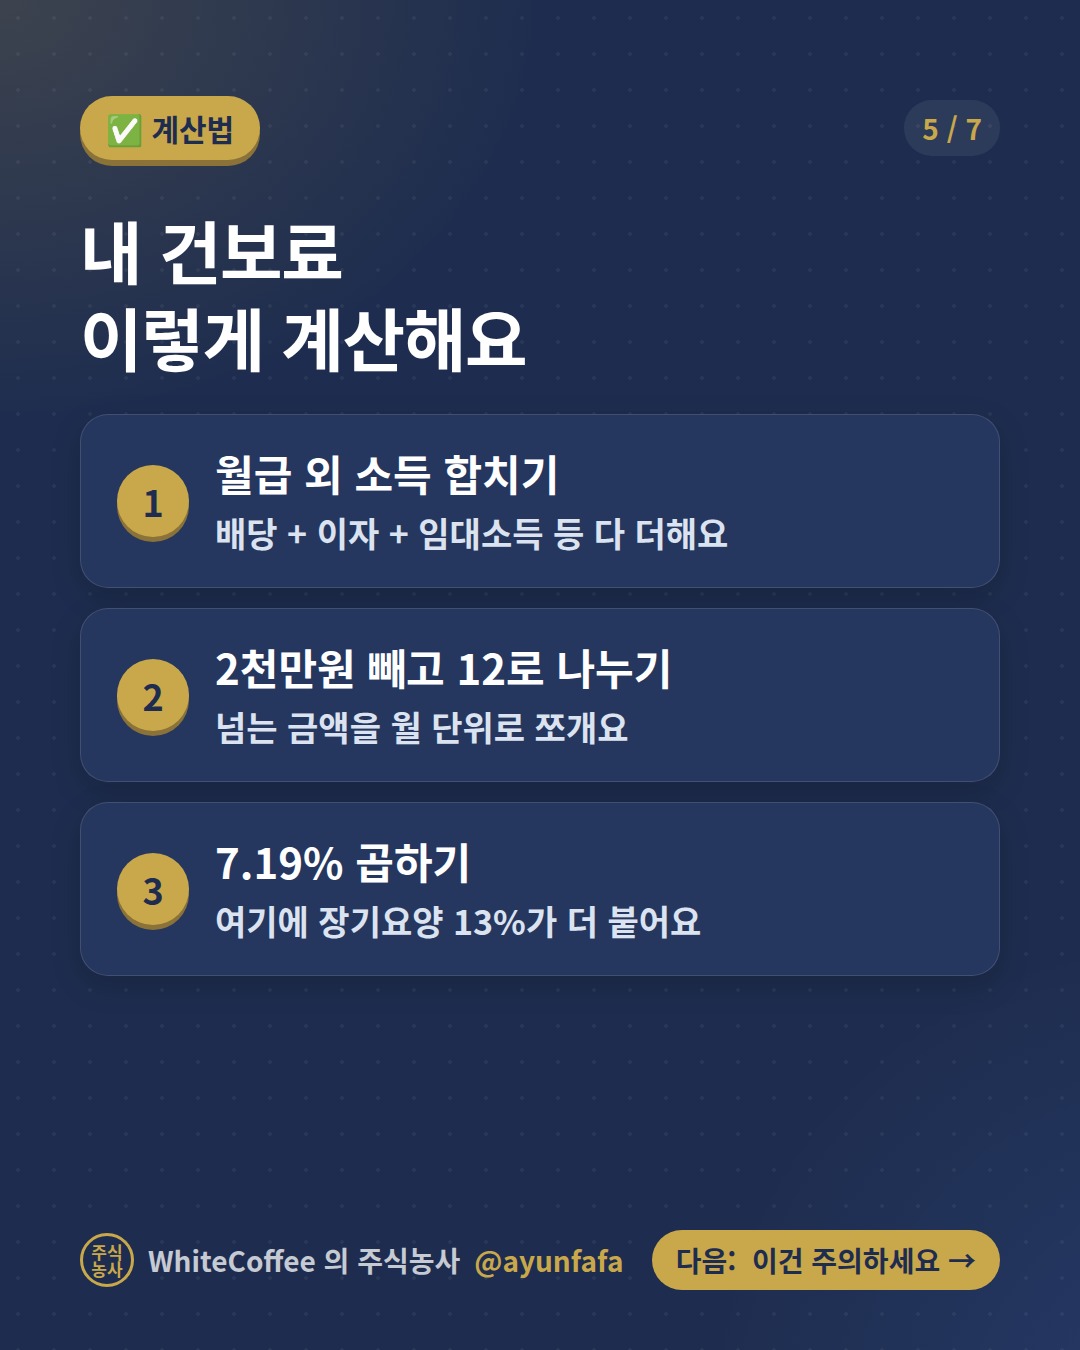 ✅ 계산법
5 / 7
내 건보료
이렇게 계산해요
1
월급 외 소득 합치기
배당 + 이자 + 임대소득 등 다 더해요
2
2천만원 빼고 12로 나누기
넘는 금액을 월 단위로 쪼개요
3
7.19% 곱하기
여기에 장기요양 13%가 더 붙어요
주식
농사
WhiteCoffee 의 주식농사 @ayunfafa
다음: 이건 주의하세요 →